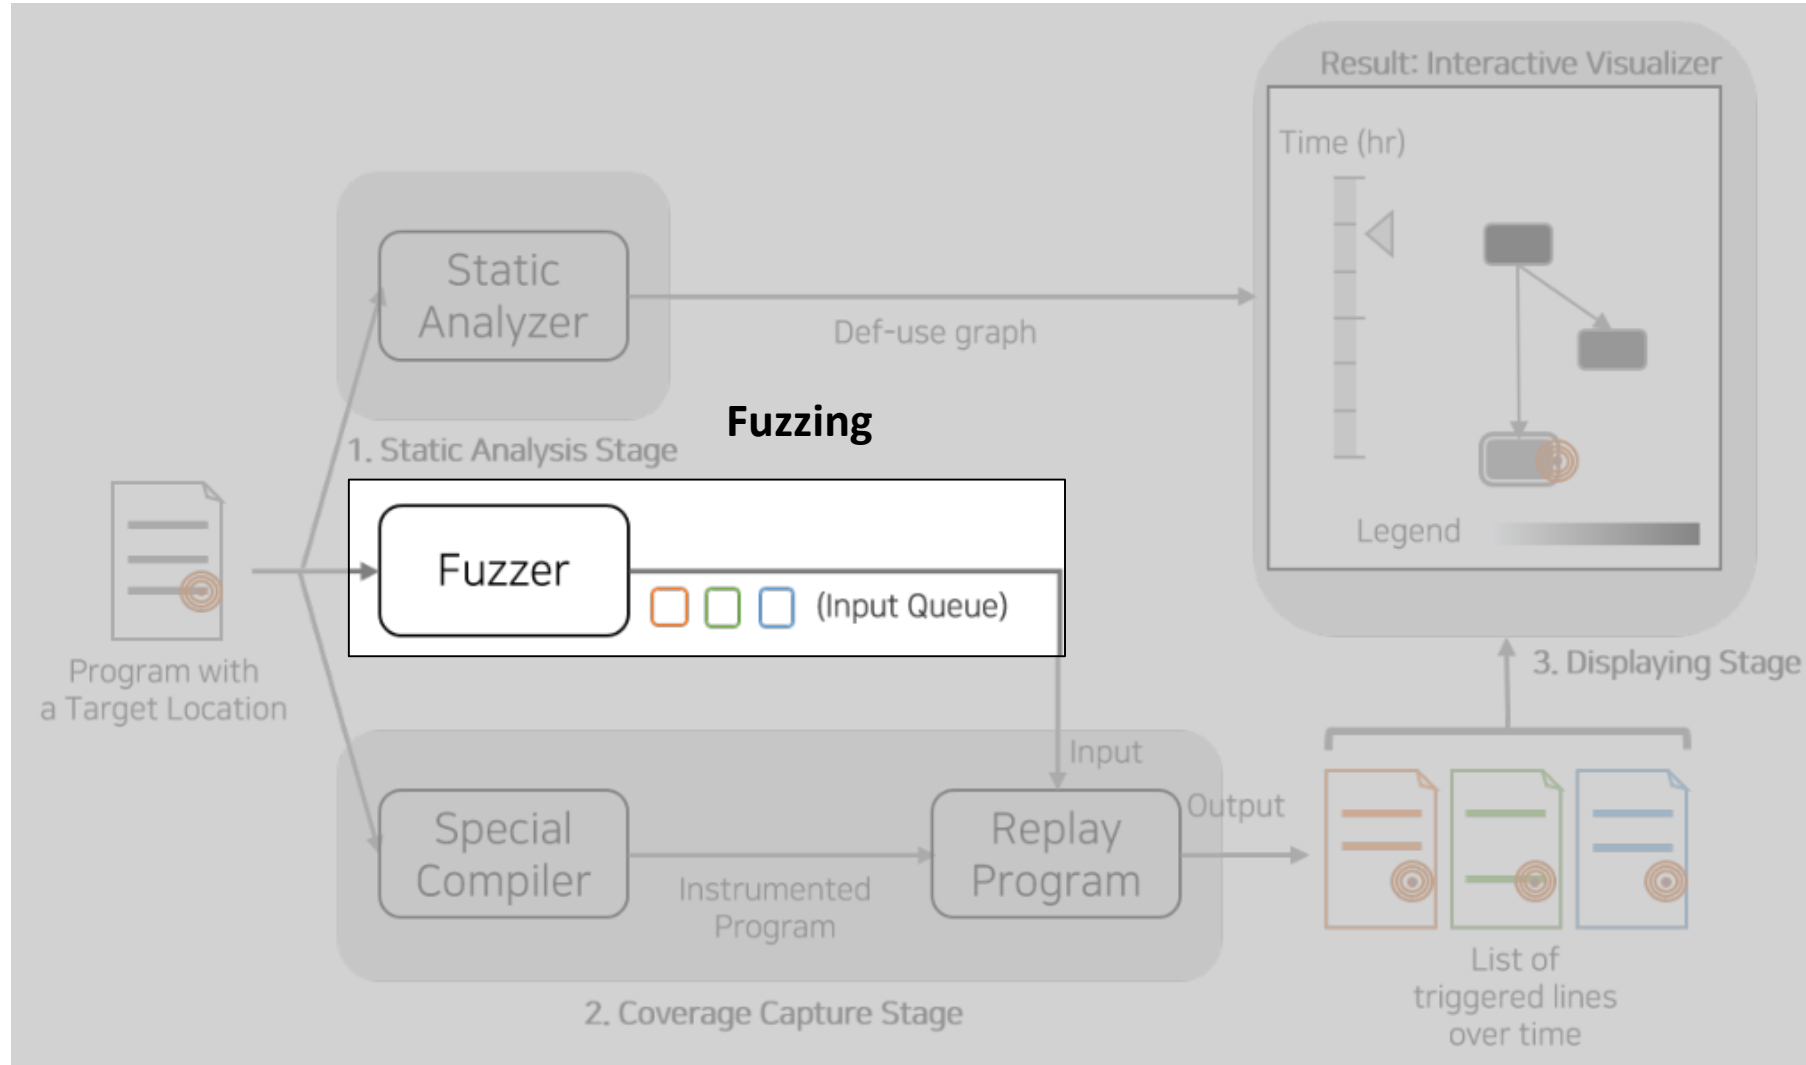 Result: Interactive Visualizer
Time (hr)
Static
Analyzer
Def-use graph
Fuzzing
1. Static Analysis Stage
Legend
Fuzzer
(Input Queue)
Program with
a Target Location
3. Displaying Stage
Input
Output
Special
Compiler
Instrumented
Program
Replay
Program
List of
triggered lines
over time
2. Coverage Capture Stage